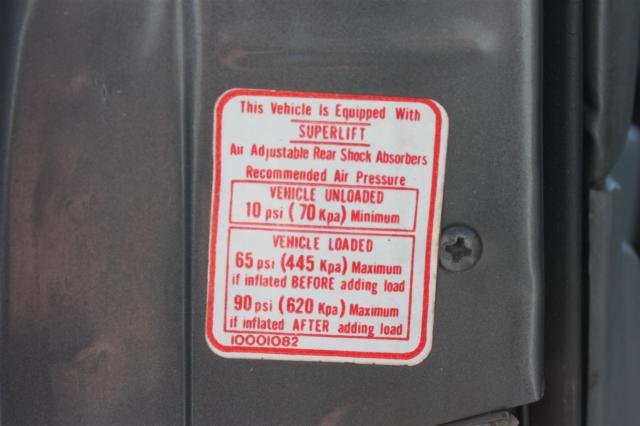 This Vehicle Is Equipped With
SUPERLIFT
Air Adjustable Rear Shock Absorbers
Recommended Air Pressure
VEHICLE UNLOADED
10 psi (70 Kpa) Minimum
VEHICLE LOADED
65 psi (445 Kpa) Maximum
if inflated BEFORE adding load
90 psi (620 Kpa) Maximum
if inflated AFTER adding load
10001082